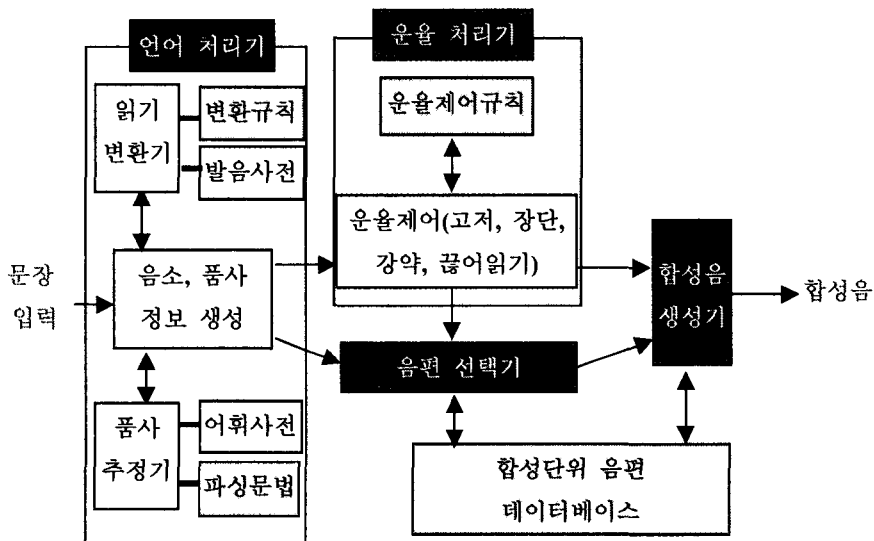 언어 처리기
읽기
변환기
변환규칙
발음사전
문장
입력
음소, 품사
정보 생성
품사
추정기
어휘사전
파싱문법
운율 처리기
운율제어규칙
운율제어(고저, 장단,
강약, 끊어읽기)
음편 선택기
합성단위 음편
데이터베이스
합성음
생성기
합성음